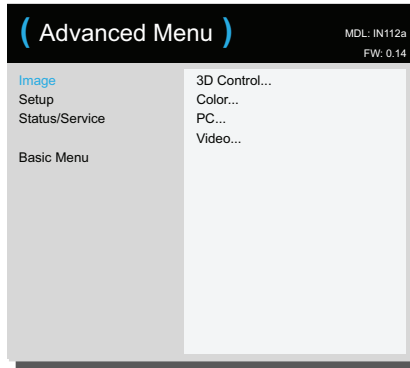 ( Advanced Menu )
MDL: IN112a
FW: 0.14
Image
Setup
Status/Service
Basic Menu
3D Control...
Color...
PC...
Video...